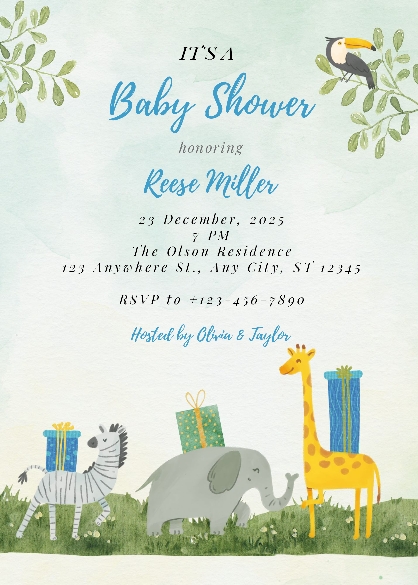 IT'S A
Baby Shower
honoring
Reese Miller
23 December, 2025
7 PM
The Olson Residence
123 Anywhere St., Any City, ST 12345
RSVP to +123-456-7890
Hosted by Olivia & Taylor